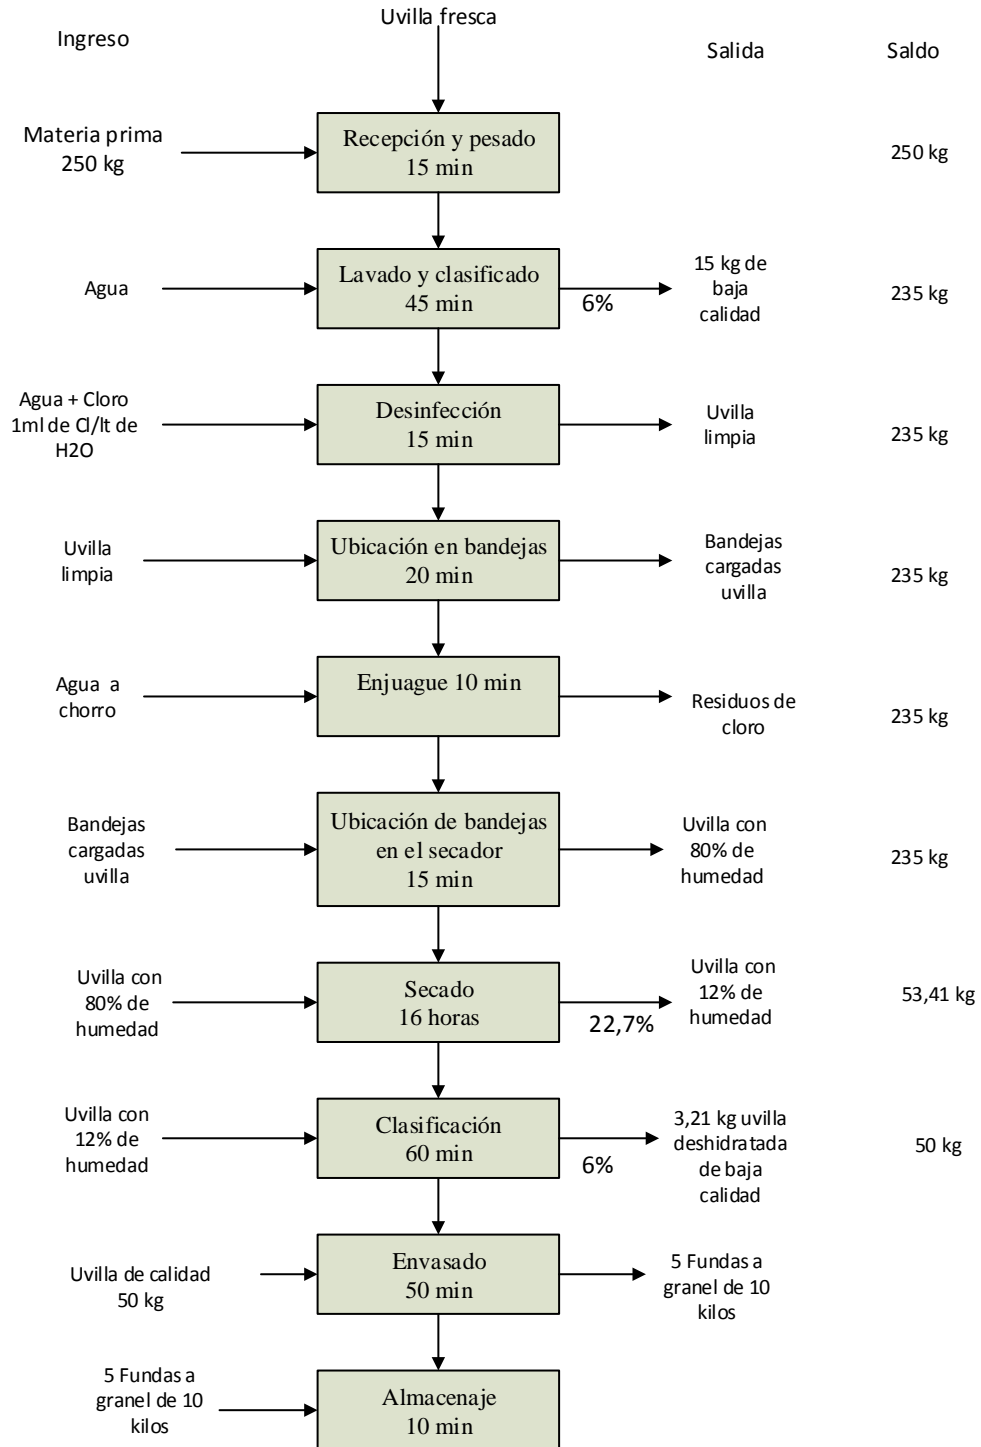 Uvilla fresca
Ingreso
Salida
Saldo
Materia prima
250 kg
Recepción y pesado
15 min
250 kg
Agua
Lavado y clasificado
45 min
6%
15 kg de
baja
calidad
235 kg
Agua + Cloro
1ml de Cl/lt de
H2O
Desinfección
15 min
Uvilla
limpia
235 kg
Uvilla
limpia
Ubicación en bandejas
20 min
Bandejas
cargadas
uvilla
235 kg
Agua a
chorro
Enjuague 10 min
Residuos de
cloro
235 kg
Bandejas
cargadas
uvilla
Ubicación de bandejas
en el secador
15 min
Uvilla con
80% de
humedad
235 kg
Uvilla con
80% de
humedad
Secado
16 horas
22,7%
Uvilla con
12% de
humedad
53,41 kg
Uvilla con
12% de
humedad
Clasificación
60 min
6%
3,21 kg uvilla
deshidratada
de baja
calidad
50 kg
Uvilla de calidad
50 kg
Envasado
50 min
5 Fundas a
granel de 10
kilos
5 Fundas a
granel de 10
kilos
Almacenaje
10 min